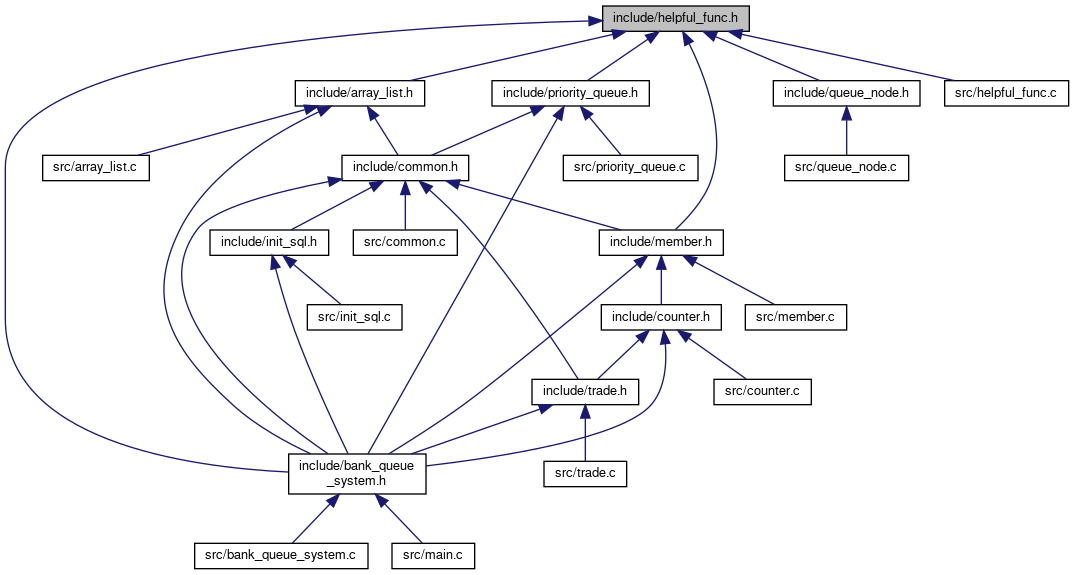 include/helpful_func.h
include/array_list.h
include/priority_queue.h
include/queue_node.h
src/helpful_func.c
src/array_list.c
include/common.h
src/priority_queue.c
src/queue_node.c
include/init_sql.h
src/common.c
include/member.h
src/init_sql.c
include/counter.h
src/member.c
include/trade.h
src/counter.c
include/bank_queue
_system.h
src/trade.c
src/bank_queue_system.c
src/main.c